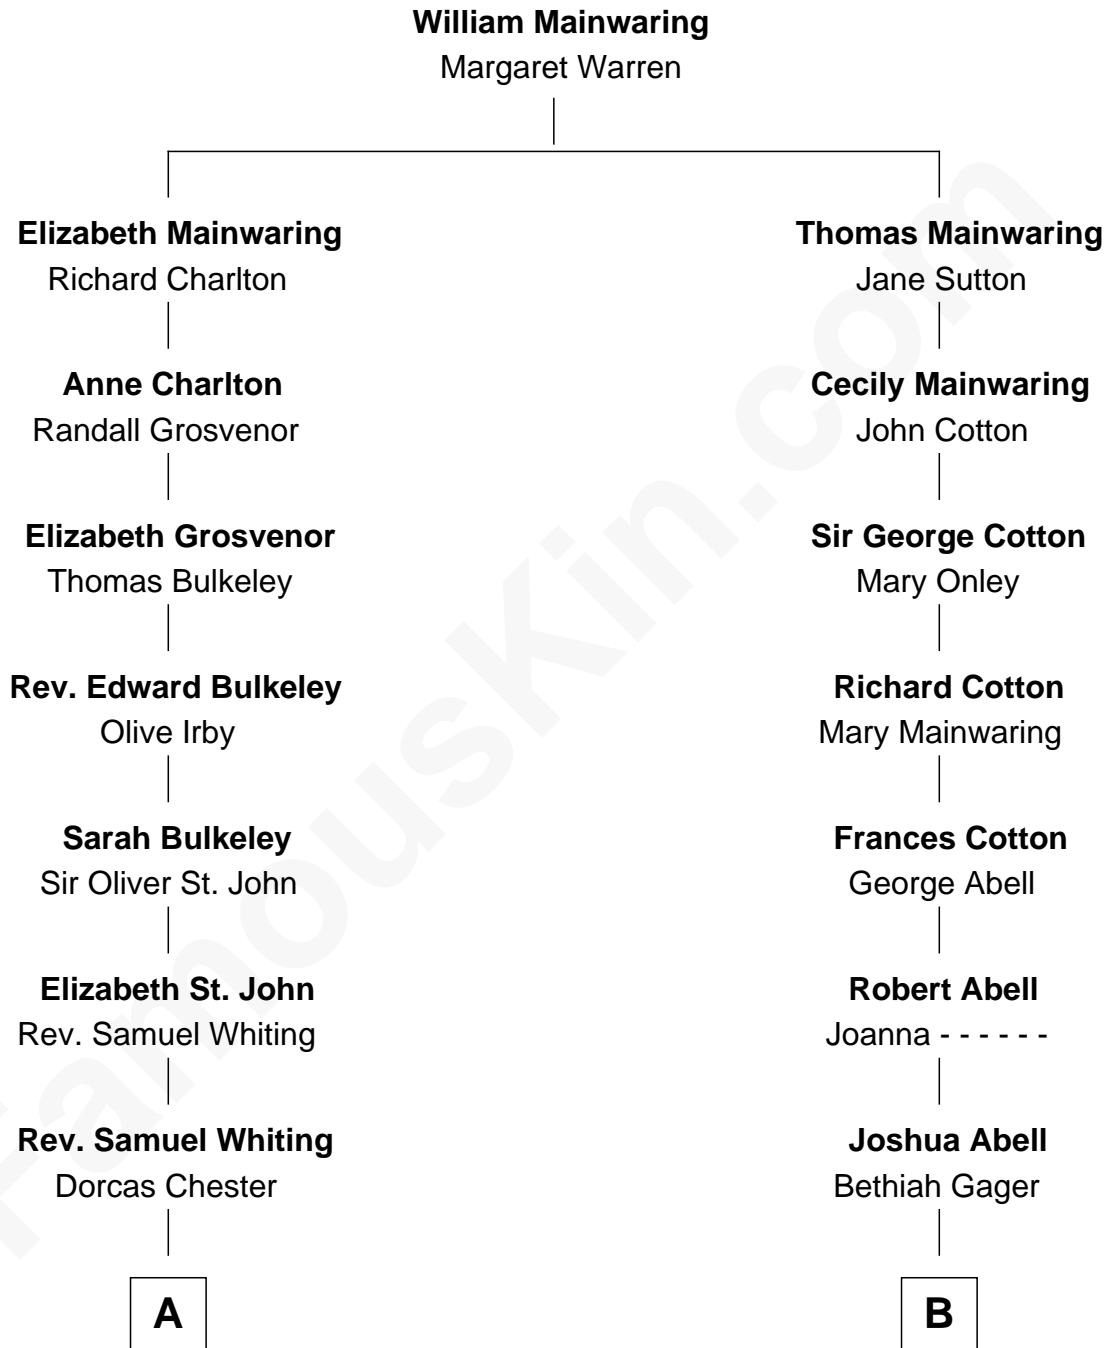 William Mainwaring
Margaret Warren
Elizabeth Mainwaring
Richard Charlton
Thomas Mainwaring
Jane Sutton
Anne Charlton
Randall Grosvenor
Cecily Mainwaring
John Cotton
Elizabeth Grosvenor
Thomas Bulkeley
Sir George Cotton
Mary Onley
Rev. Edward Bulkeley
Olive Irby
Richard Cotton
Mary Mainwaring
Sarah Bulkeley
Sir Oliver St. John
Frances Cotton
George Abell
Elizabeth St. John
Rev. Samuel Whiting
Robert Abell
Joanna - - - - - -
Rev. Samuel Whiting
Dorcas Chester
Joshua Abell
Bethiah Gager
A
B
FamousKin.com